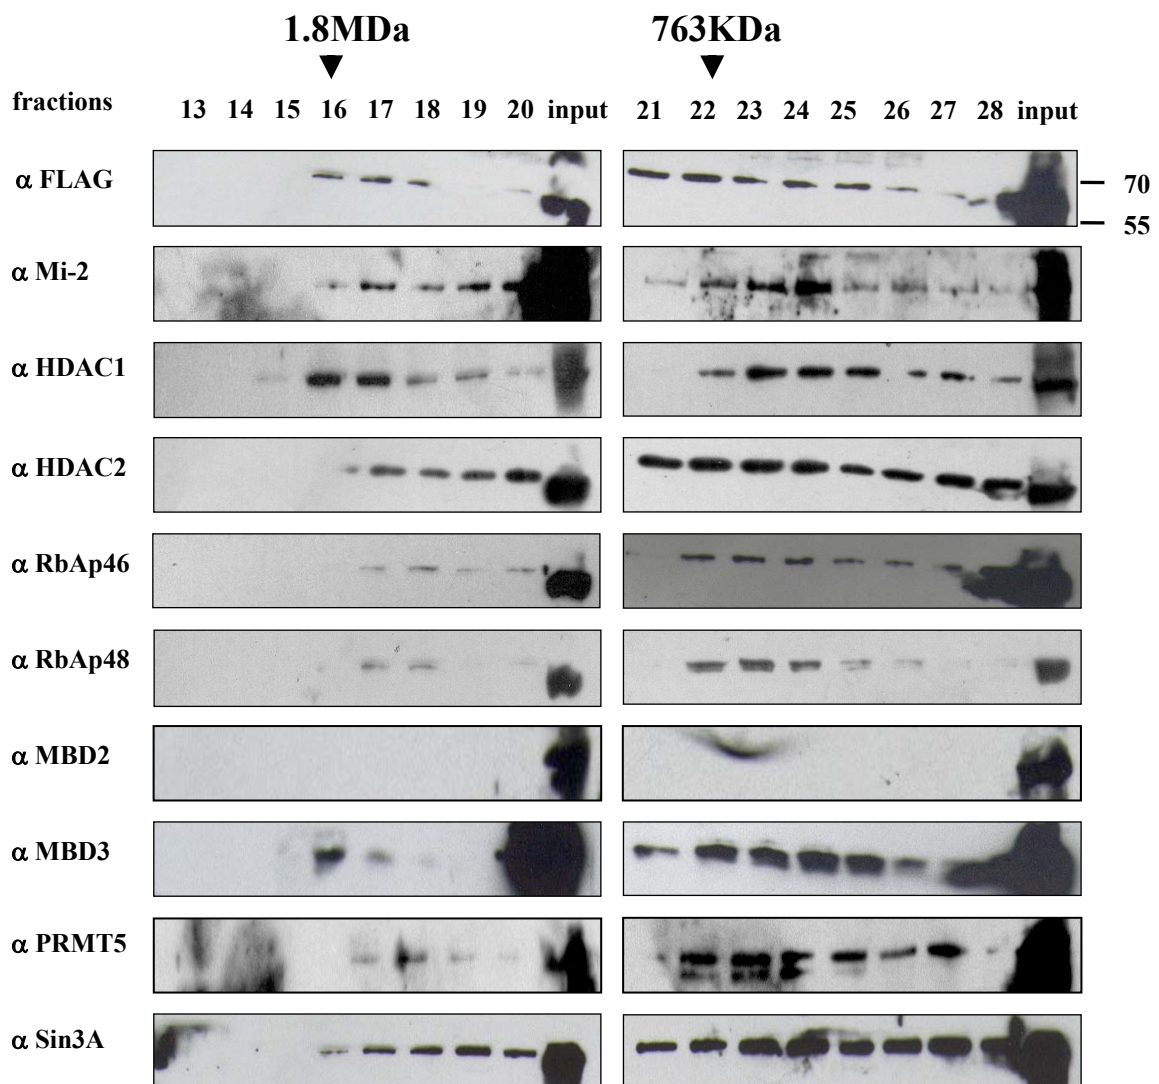 1.8MDa 763KDa
fractions 13 14 15 16 17 18 19 20 input 21 22 23 24 25 26 27 28 input
α FLAG 70
55
α Mi-2
α HDAC1
α HDAC2
α RbAp46
α RbAp48
α MBD2
α MBD3
α PRMT5
α Sin3A